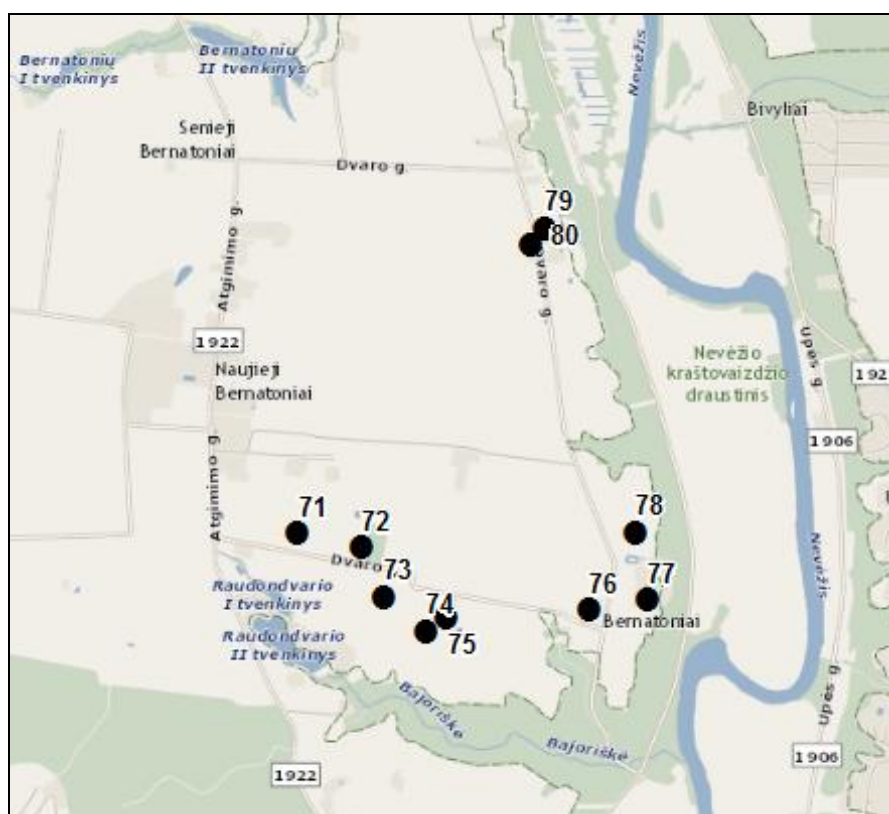 Bernatonių
I tvenkinys
Bernatonių
II tvenkinys
Nevėžis
Bivyliai
Senieji
Bernatoniai
Dvaro g.
79
80
varo g.
Atgimimo g.
1922
Naujieji
Bernatoniai
Nevėžio
kraštovaizdžio
draustinis
Upės g.
192
1906
Atgimimo g.
71
72
78
Nevėžis
Dvaro
73
76
77
Raudondvario
I tvenkinys
74
75
Bernatoniai
Raudondvario
II tvenkinys
Bajoriškė
Bajoriškė
Upės g.
1922
1906